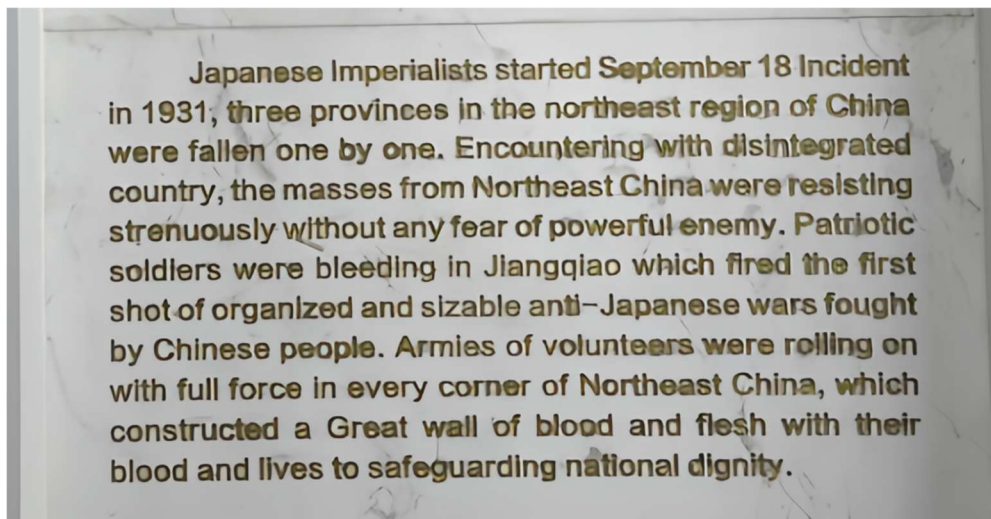 Japanese Imperialists started September 18 Incident
in 1931, three provinces in the northeast region of China
were fallen one by one. Encountering with disintegrated
country, the masses from Northeast China were resisting
strenuously without any fear of powerful enemy. Patriotic
soldiers were bleeding in Jiangqiao which fired the first
shot of organized and sizable anti-Japanese wars fought
by Chinese people. Armies of volunteers were rolling on
with full force in every corner of Northeast China, which
constructed a Great wall of blood and flesh with their
blood and lives to safeguarding national dignity.